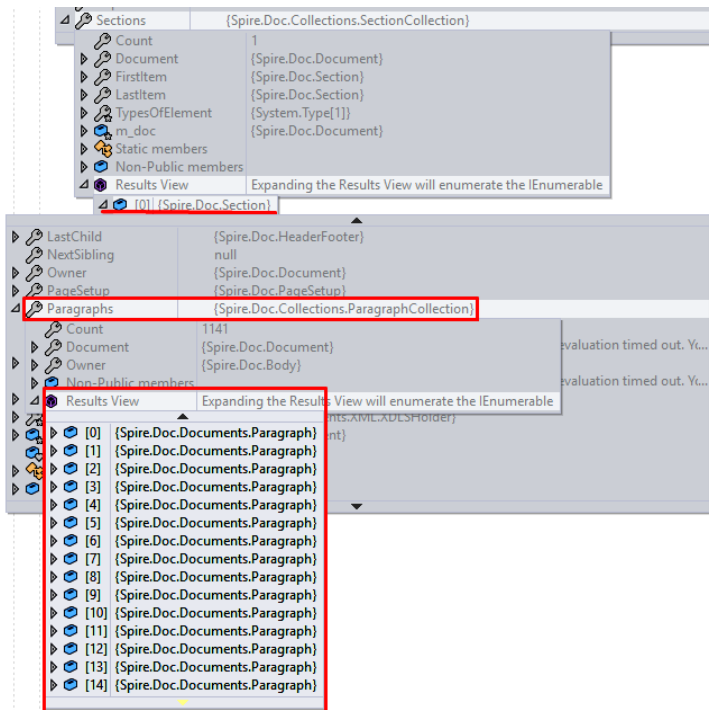 Sections {Spire.Doc.Collections.SectionCollection}
Count 1
Document {Spire.Doc.Document}
FirstItem {Spire.Doc.Section}
LastItem {Spire.Doc.Section}
TypesOfElement {System.Type[1]}
m_doc {Spire.Doc.Document}
Static members
Non-Public members
Results View Expanding the Results View will enumerate the IEnumerable
[0] {Spire.Doc.Section}
LastChild {Spire.Doc.HeaderFooter}
NextSibling null
Owner {Spire.Doc.Document}
PageSetup {Spire.Doc.PageSetup}
Paragraphs {Spire.Doc.Collections.ParagraphCollection}
Count 1141
Document {Spire.Doc.Document} evaluation timed out. Yo...
Owner {Spire.Doc.Body}
Non-Public members evaluation timed out. Yo...
Results View Expanding the Results View will enumerate the IEnumerable
nts.XML.XDLSHolder}
[0] {Spire.Doc.Documents.Paragraph} ent}
[1] {Spire.Doc.Documents.Paragraph}
[2] {Spire.Doc.Documents.Paragraph}
[3] {Spire.Doc.Documents.Paragraph}
[4] {Spire.Doc.Documents.Paragraph}
[5] {Spire.Doc.Documents.Paragraph}
[6] {Spire.Doc.Documents.Paragraph}
[7] {Spire.Doc.Documents.Paragraph}
[8] {Spire.Doc.Documents.Paragraph}
[9] {Spire.Doc.Documents.Paragraph}
[10] {Spire.Doc.Documents.Paragraph}
[11] {Spire.Doc.Documents.Paragraph}
[12] {Spire.Doc.Documents.Paragraph}
[13] {Spire.Doc.Documents.Paragraph}
[14] {Spire.Doc.Documents.Paragraph}